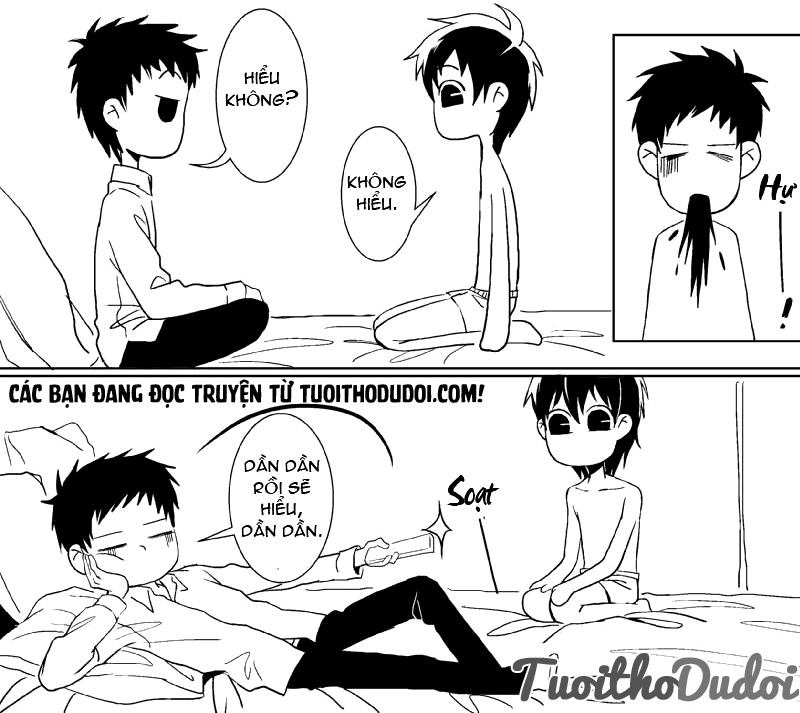 HIỂU
KHÔNG?
KHÔNG
HIỂU.
Hự
!
CÁC BẠN ĐANG ĐỌC TRUYỆN TỪ TUOITHODUDOI.COM!
DẦN DẦN
RỒI SẼ
HIỂU,
DẦN DẦN.
Soạt
TuoithoDudoi